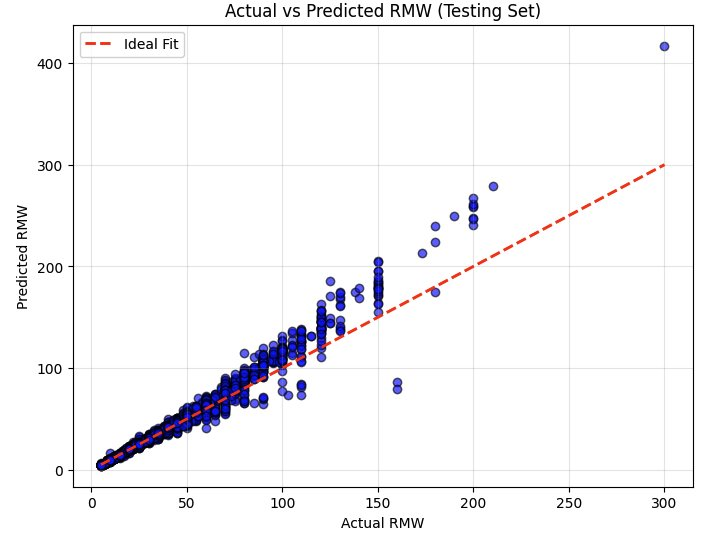 Actual vs Predicted RMW (Testing Set)
Ideal Fit
Predicted RMW
400
300
200
100
0
0 50 100 150 200 250 300
Actual RMW